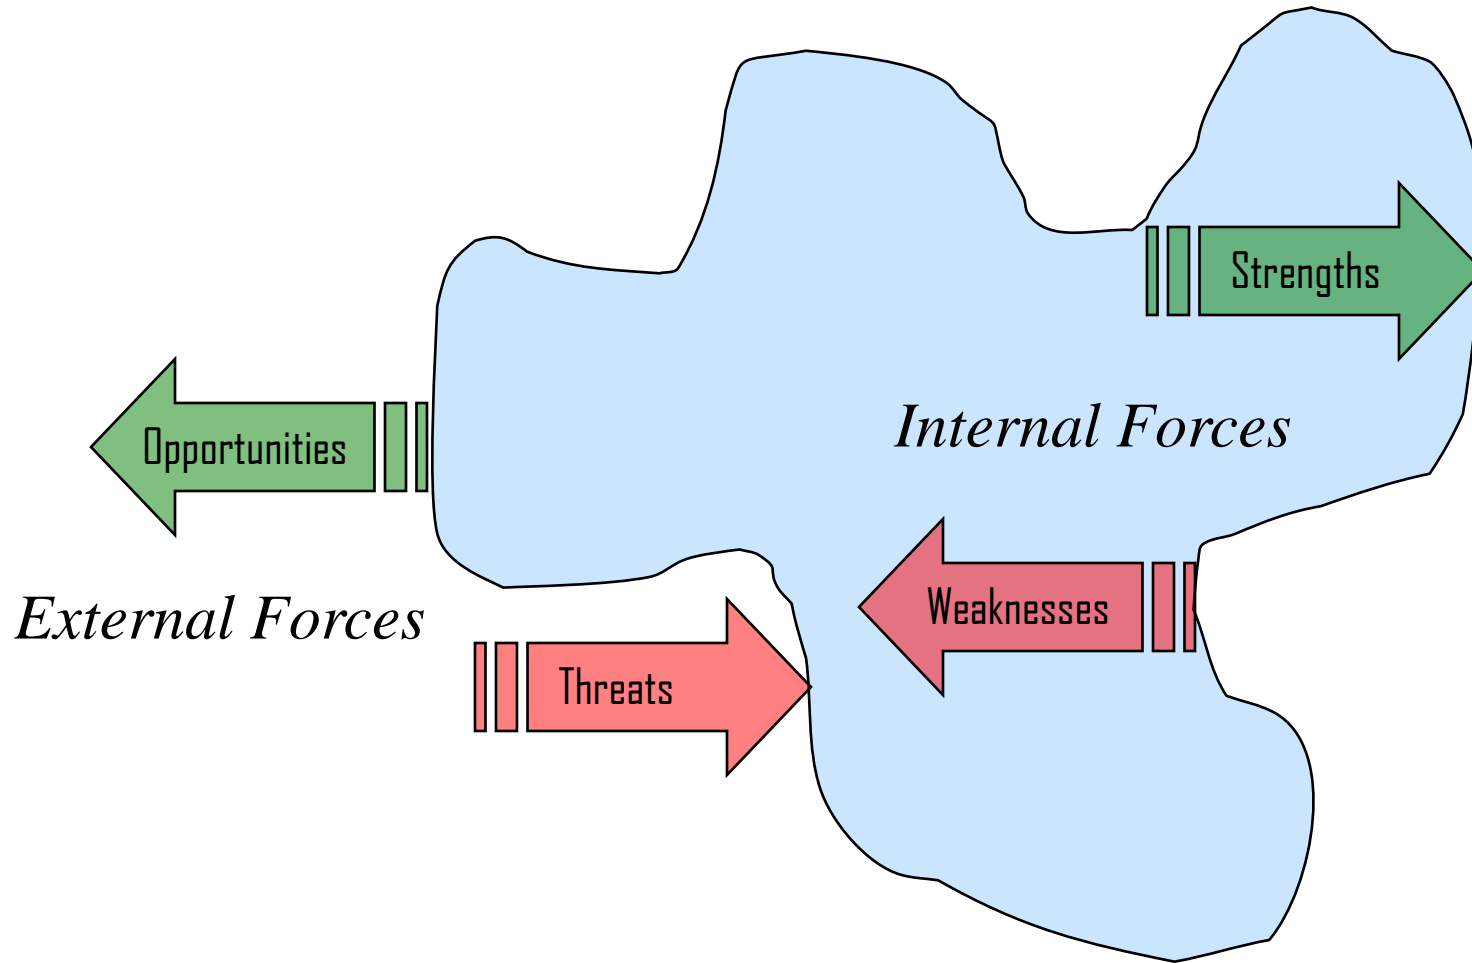 Strengths
Opportunities
Internal Forces
External Forces
Weaknesses
Threats